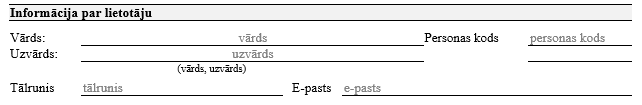 Informācija par lietotāju
Vārds: vārds Personas kods personas kods
Uzvārds: uzvārds
(vārds, uzvārds)
Tālrunis tālrunis E-pasts e-pasts